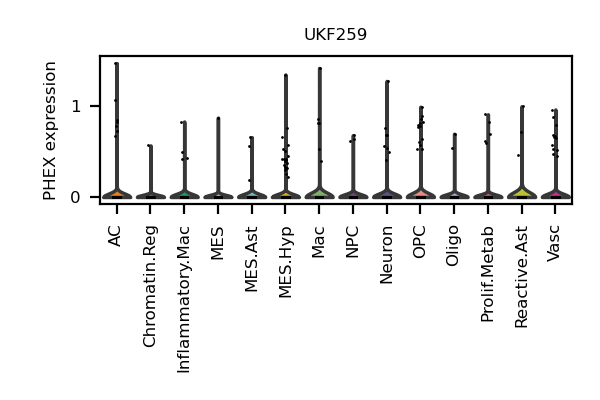 UKF259
PHEX expression
1
0
AC
Chromatin.Reg
Inflammatory.Mac
MES
MES.Ast
MES.Hyp
Mac
NPC
Neuron
OPC
Oligo
Prolif.Metab
Reactive.Ast
Vasc